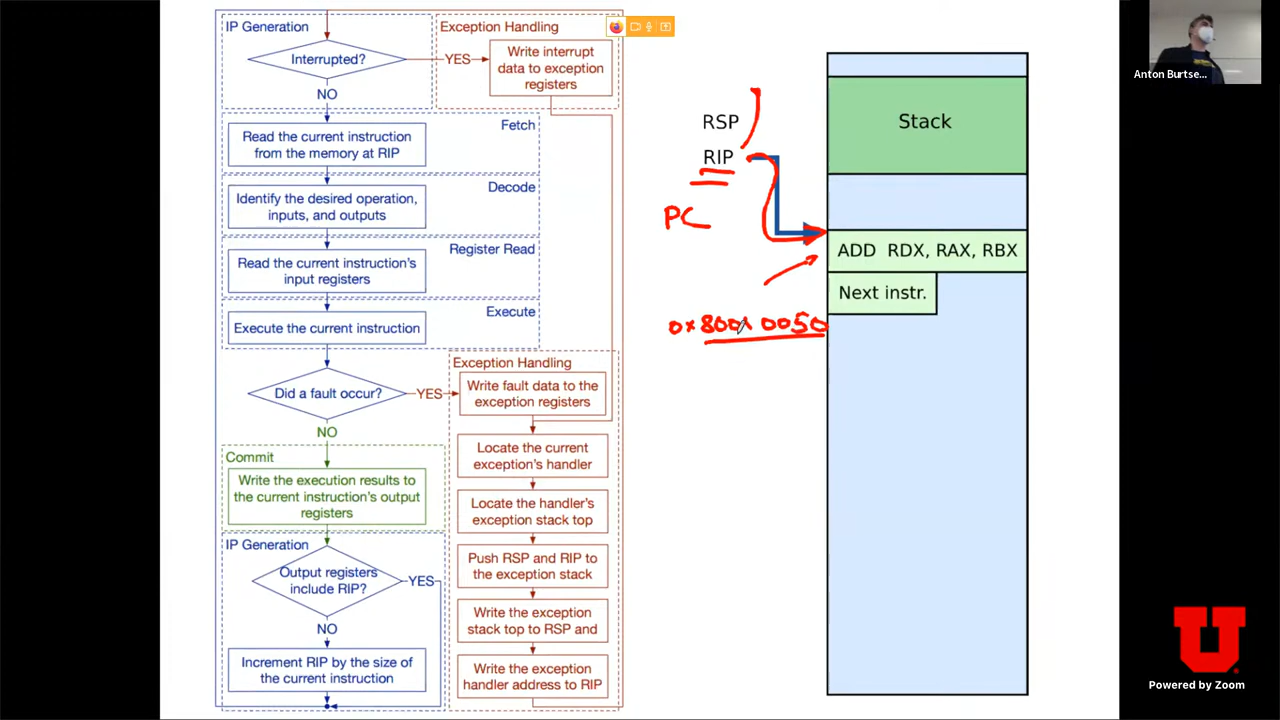 IP Generation
Interrupted?
YES
NO
Exception Handling
Write interrupt
data to exception
registers
Fetch
Read the current instruction
from the memory at RIP
Decode
Identify the desired operation,
inputs, and outputs
Register Read
Read the current instruction's
input registers
Execute
Execute the current instruction
Did a fault occur?
YES
NO
Exception Handling
Write fault data to the
exception registers
Locate the current
exception's handler
Locate the handler's
exception stack top
Push RSP and RIP to
the exception stack
Write the exception
stack top to RSP and
Write the exception
handler address to RIP
Commit
Write the execution results to
the current instruction's output
registers
IP Generation
Output registers
include RIP?
YES
NO
Increment RIP by the size of
the current instruction
RSP
RIP
PC
0x8001 0050
Stack
ADD RDX, RAX, RBX
Next instr.
Anton Burtse...
U
Powered by Zoom